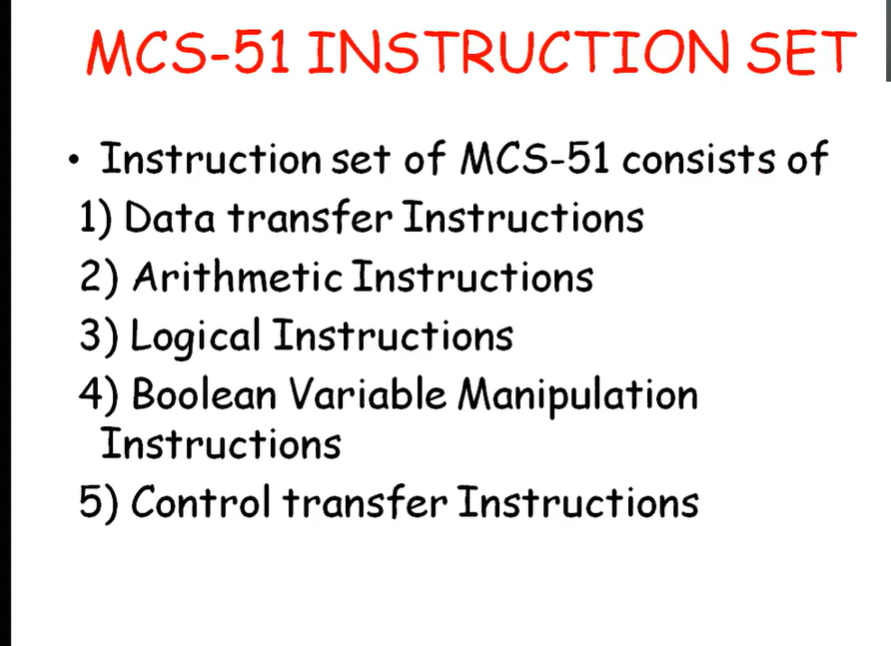 MCS-51 INSTRUCTION SET
• Instruction set of MCS-51 consists of
1) Data transfer Instructions
2) Arithmetic Instructions
3) Logical Instructions
4) Boolean Variable Manipulation
Instructions
5) Control transfer Instructions